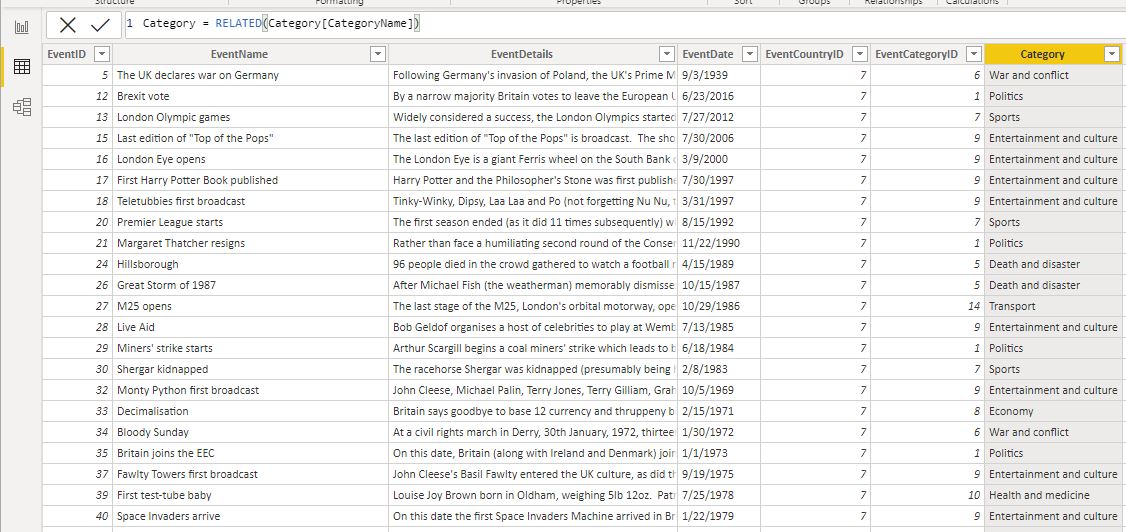 Structure Formatting Properties Sort Groups Relationships Calculations
1 Category = RELATED(Category[CategoryName])
EventID EventName EventDetails EventDate EventCountryID EventCategoryID Category
5 The UK declares war on Germany Following Germany's invasion of Poland, the UK's Prime M 9/3/1939 7 6 War and conflict
12 Brexit vote By a narrow majority Britain votes to leave the European 6/23/2016 7 1 Politics
13 London Olympic games Widely considered a success, the London Olympics started 7/27/2012 7 7 Sports
15 Last edition of "Top of the Pops" The last edition of "Top of the Pops" is broadcast. The sho 7/30/2006 7 9 Entertainment and culture
16 London Eye opens The London Eye is a giant Ferris wheel on the South Bank 3/9/2000 7 9 Entertainment and culture
17 First Harry Potter Book published Harry Potter and the Philosopher's Stone was first publish 7/30/1997 7 9 Entertainment and culture
18 Teletubbies first broadcast Tinky-Winky, Dipsy, Laa Laa and Po (not forgetting Nu Nu, 3/31/1997 7 9 Entertainment and culture
20 Premier League starts The first season ended (as it did 11 times subsequently) w 8/15/1992 7 7 Sports
21 Margaret Thatcher resigns Rather than face a humiliating second round of the Conse 11/22/1990 7 1 Politics
24 Hillsborough 96 people died in the crowd gathered to watch a football 4/15/1989 7 5 Death and disaster
26 Great Storm of 1987 After Michael Fish (the weatherman) memorably dismisse 10/15/1987 7 5 Death and disaster
27 M25 opens The last stage of the M25, London's orbital motorway, ope 10/29/1986 7 14 Transport
28 Live Aid Bob Geldof organises a host of celebrities to play at Wemb 7/13/1985 7 9 Entertainment and culture
29 Miners' strike starts Arthur Scargill begins a coal miners' strike which leads to 6/18/1984 7 1 Politics
30 Shergar kidnapped The racehorse Shergar was kidnapped (presumably being 2/8/1983 7 7 Sports
32 Monty Python first broadcast John Cleese, Michael Palin, Terry Jones, Terry Gilliam, Grah 10/5/1969 7 9 Entertainment and culture
33 Decimalisation Britain says goodbye to base 12 currency and thruppeny b 2/15/1971 7 8 Economy
34 Bloody Sunday At a civil rights march in Derry, 30th January, 1972, thirtee 1/30/1972 7 6 War and conflict
35 Britain joins the EEC On this date, Britain (along with Ireland and Denmark) joi 1/1/1973 7 1 Politics
37 Fawlty Towers first broadcast John Cleese's Basil Fawlty entered the UK culture, as did 9/19/1975 7 9 Entertainment and culture
39 First test-tube baby Louise Joy Brown born in Oldham, weighing 5lb 12oz. Pat 7/25/1978 7 10 Health and medicine
40 Space Invaders arrive On this date the first Space Invaders Machine arrived in Br 1/22/1979 7 9 Entertainment and culture